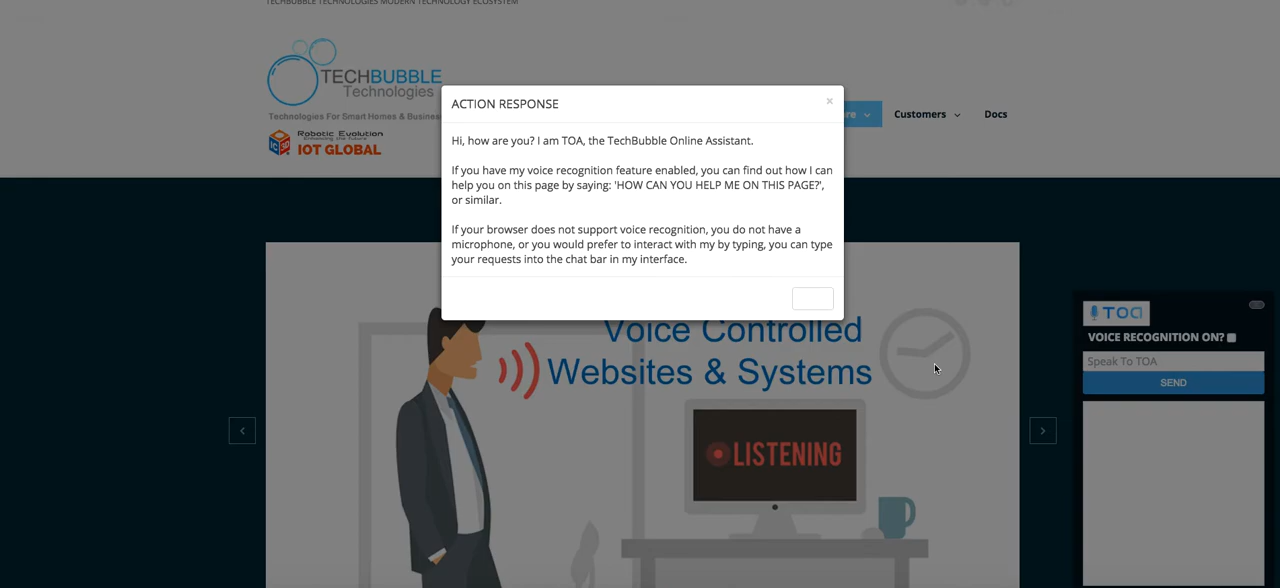 TECHBUBBLE TECHNOLOGIES MODERN TECHNOLOGY ECOSYSTEM
TECHBUBBLE
Technologies
Technologies For Smart Homes &
Robotic Evolution
IOT GLOBAL
Customers
Docs
ACTION RESPONSE
×
Hi, how are you? I am TOA, the TechBubble Online Assistant.
If you have my voice recognition feature enabled, you can find out how I can
help you on this page by saying: 'HOW CAN YOU HELP ME ON THIS PAGE?',
or similar.
If your browser does not support voice recognition, you do not have a
microphone, or you would prefer to interact with my by typing, you can type
your requests into the chat bar in my interface.
Voice Controlled
Websites & Systems
LISTENING
TOA
VOICE RECOGNITION ON?
Speak To TOA
SEND